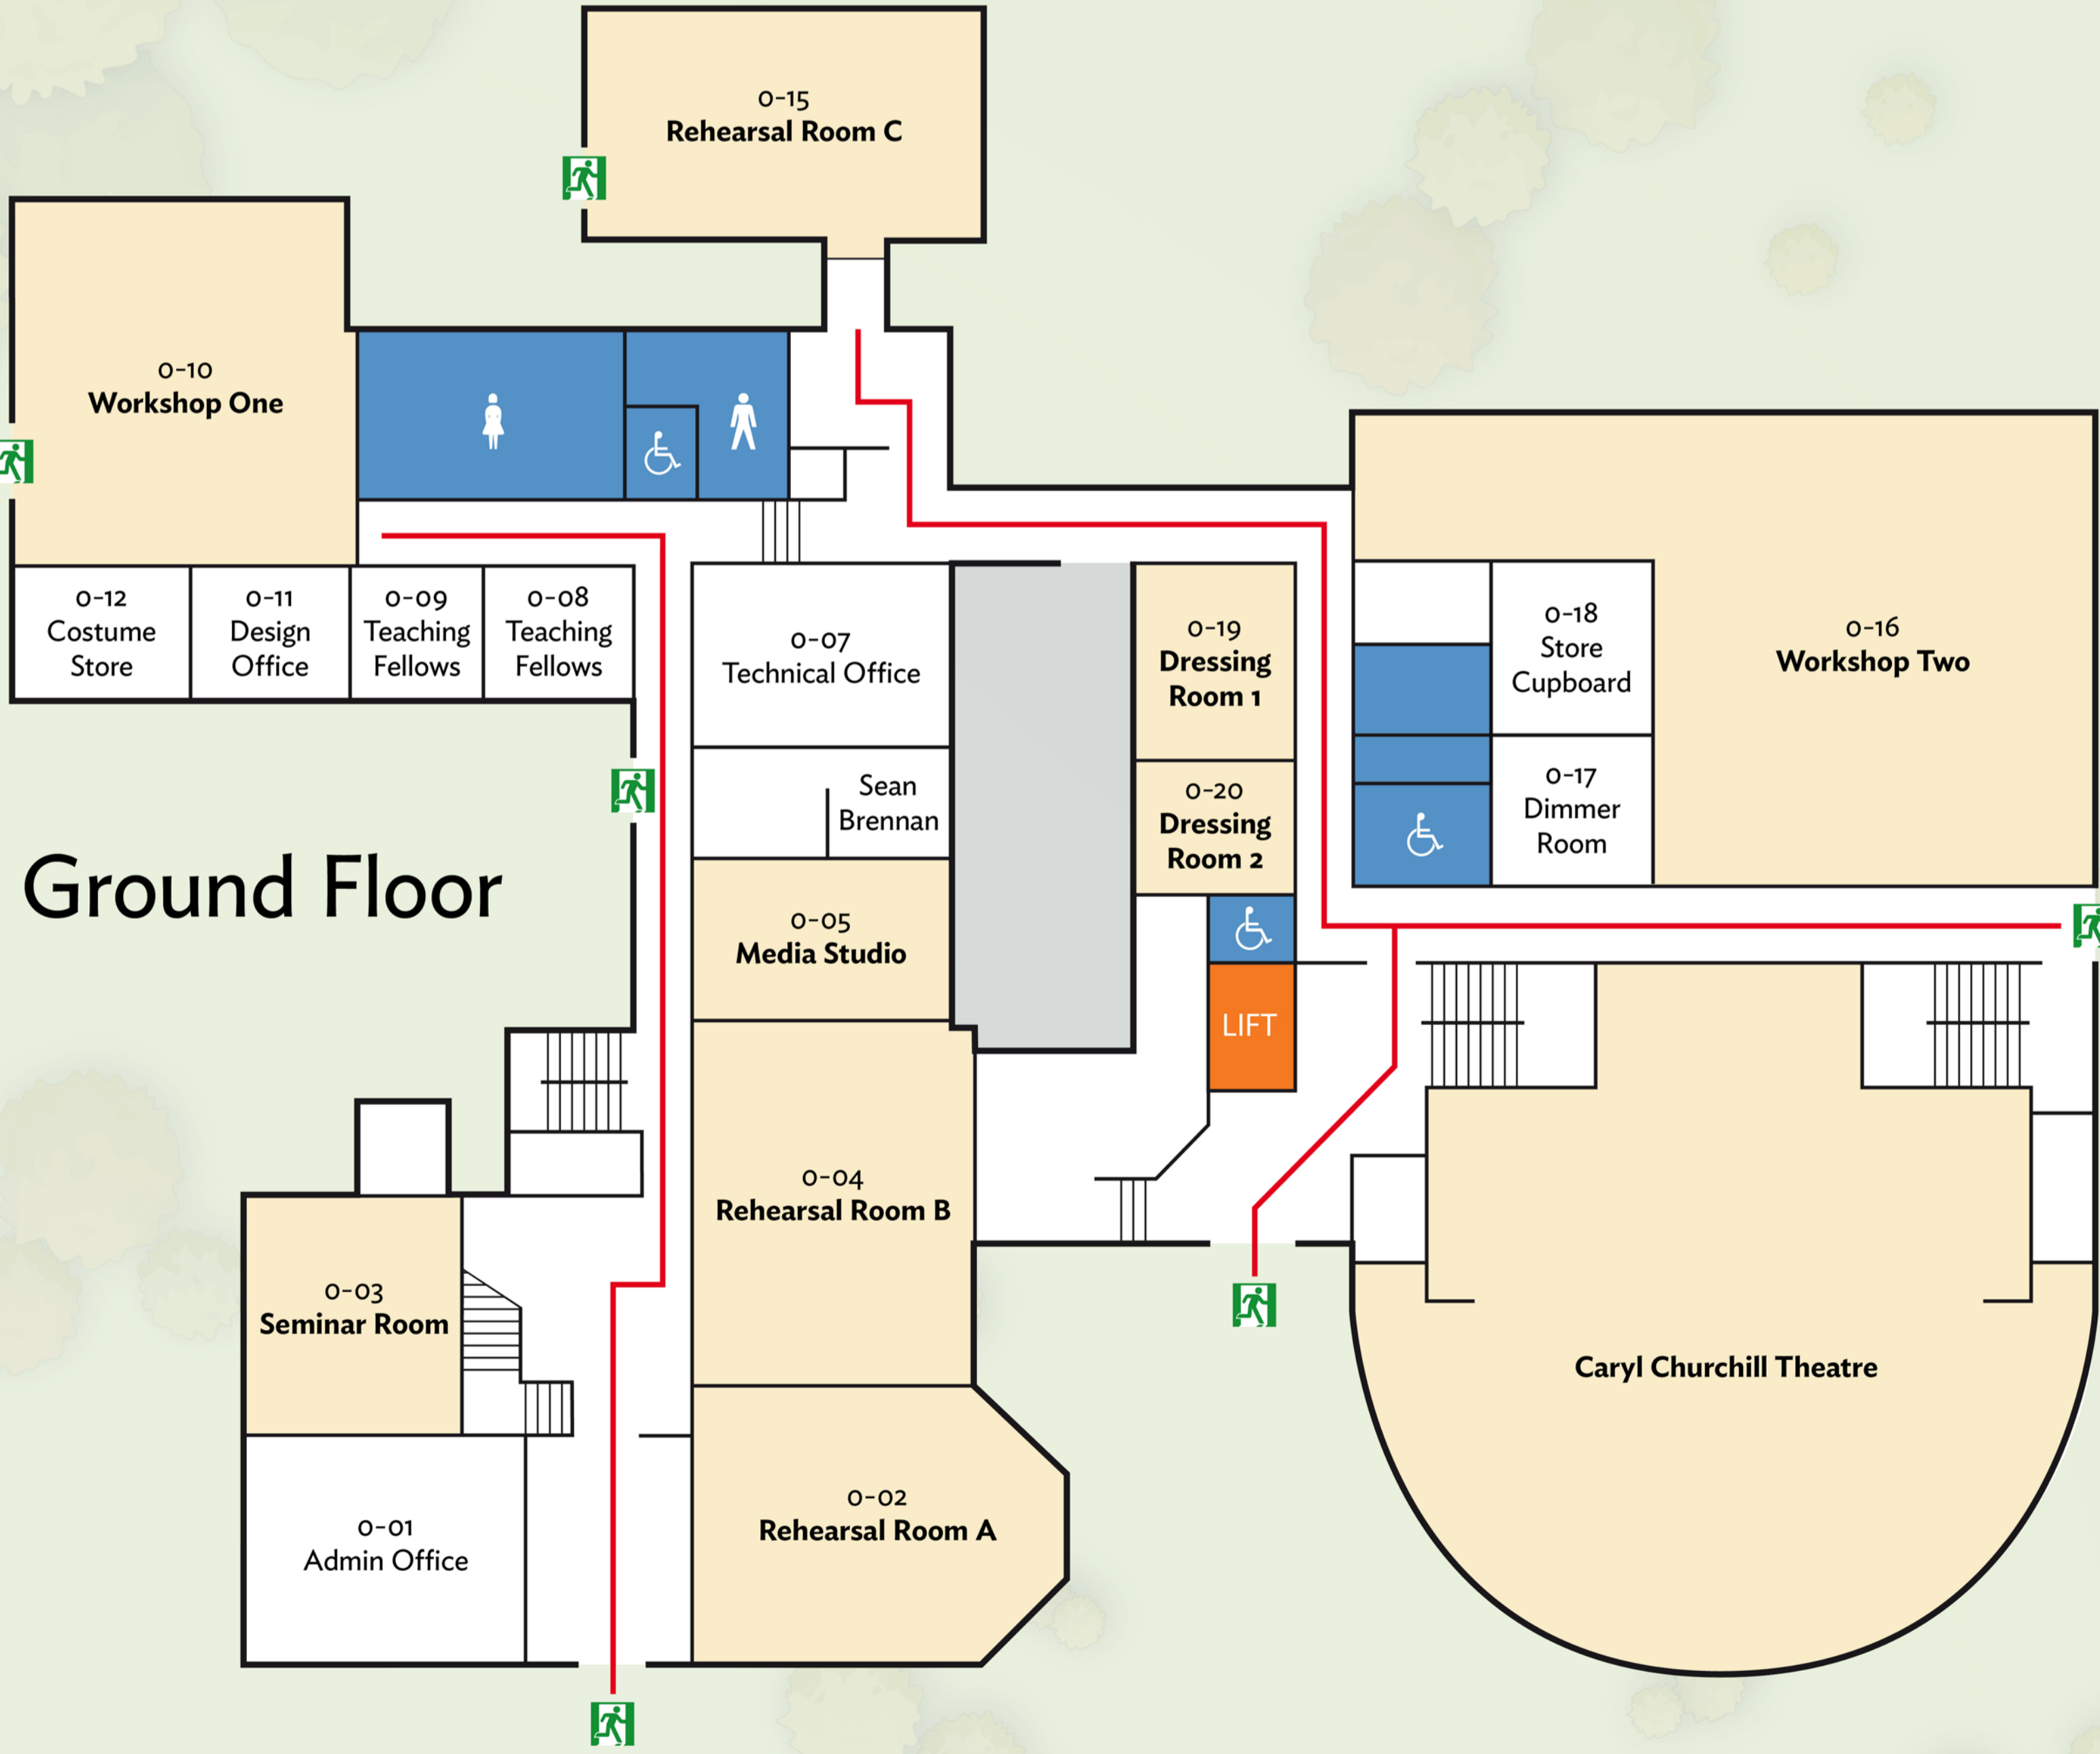 0-15
Rehearsal Room C
0-10
Workshop One
0-12
Costume
Store
0-11
Design
Office
0-09
Teaching
Fellows
0-08
Teaching
Fellows
0-07
Technical Office
0-19
Dressing
Room 1
0-18
Store
Cupboard
0-16
Workshop Two
Sean
Brennan
0-20
Dressing
Room 2
0-17
Dimmer
Room
Ground Floor
0-05
Media Studio
LIFT
0-04
Rehearsal Room B
0-03
Seminar Room
Caryl Churchill Theatre
0-02
Rehearsal Room A
0-01
Admin Office